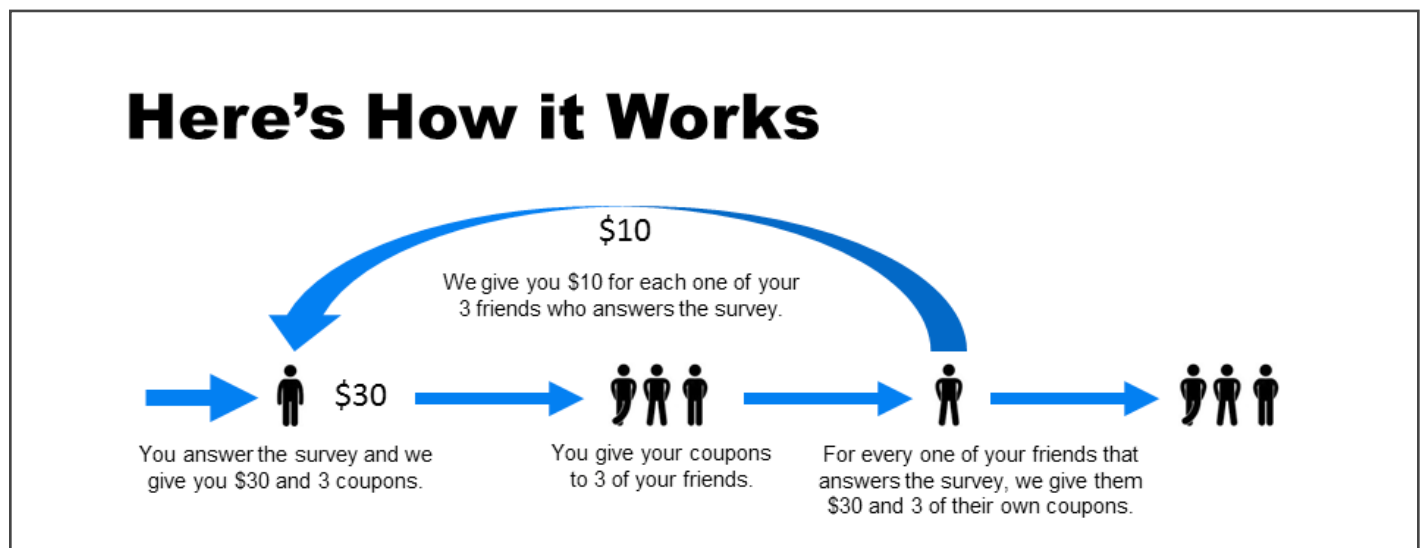 Here's How it Works
$10
We give you $10 for each one of your
3 friends who answers the survey.
$30
You answer the survey and we
give you $30 and 3 coupons.
You give your coupons
to 3 of your friends.
For every one of your friends that
answers the survey, we give them
$30 and 3 of their own coupons.